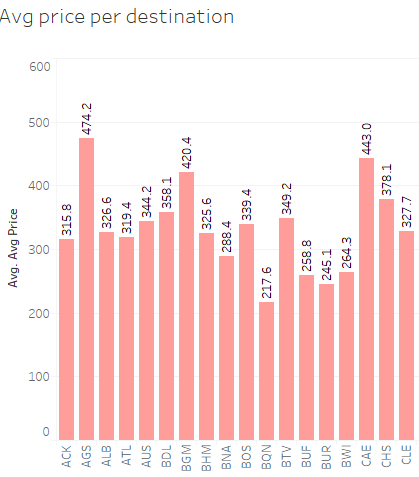 Avg price per destination
600
500
400
300
200
100
0
Avg. Avg Price
315.8
474.2
326.6
319.4
344.2
358.1
420.4
325.6
288.4
339.4
217.6
349.2
258.8
245.1
264.3
443.0
378.1
327.7
ACK
AGS
ALB
ATL
AUS
BDL
BGM
BHM
BNA
BOS
BQN
BTV
BUF
BUR
BWI
CAE
CHS
CLE